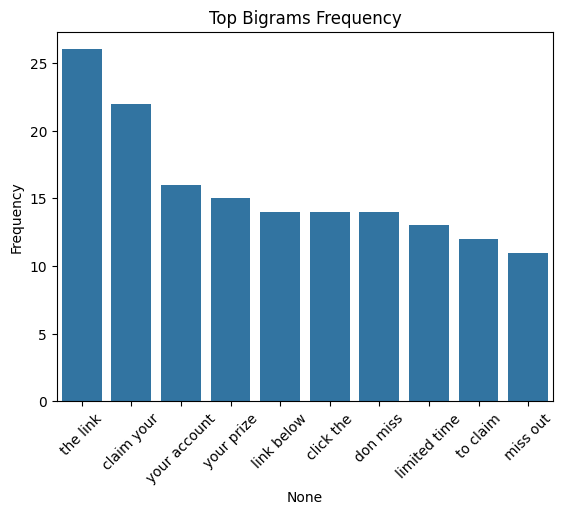 Top Bigrams Frequency
Frequency
25
20
15
10
5
0
the link
claim your
your account
your prize
link below
click the
don miss
limited time
to claim
miss out
None